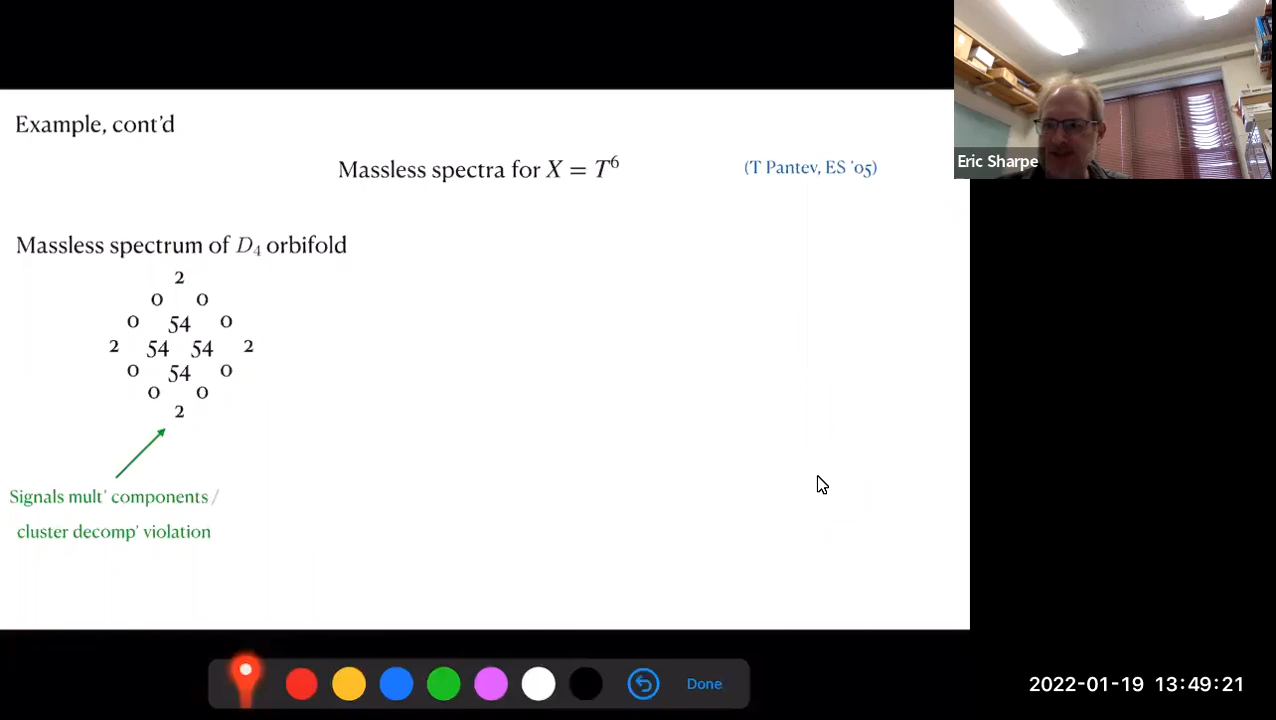 Example, cont'd
Massless spectra for X = T⁶
(T Pantev, ES '05)
Eric Sharpe
Massless spectrum of D₄ orbifold
2
0 0
0 54 0
2 54 54 2
0 54 0
0 0
2
Signals mult' components /
cluster decomp' violation
Done
2022-01-19 13:49:21